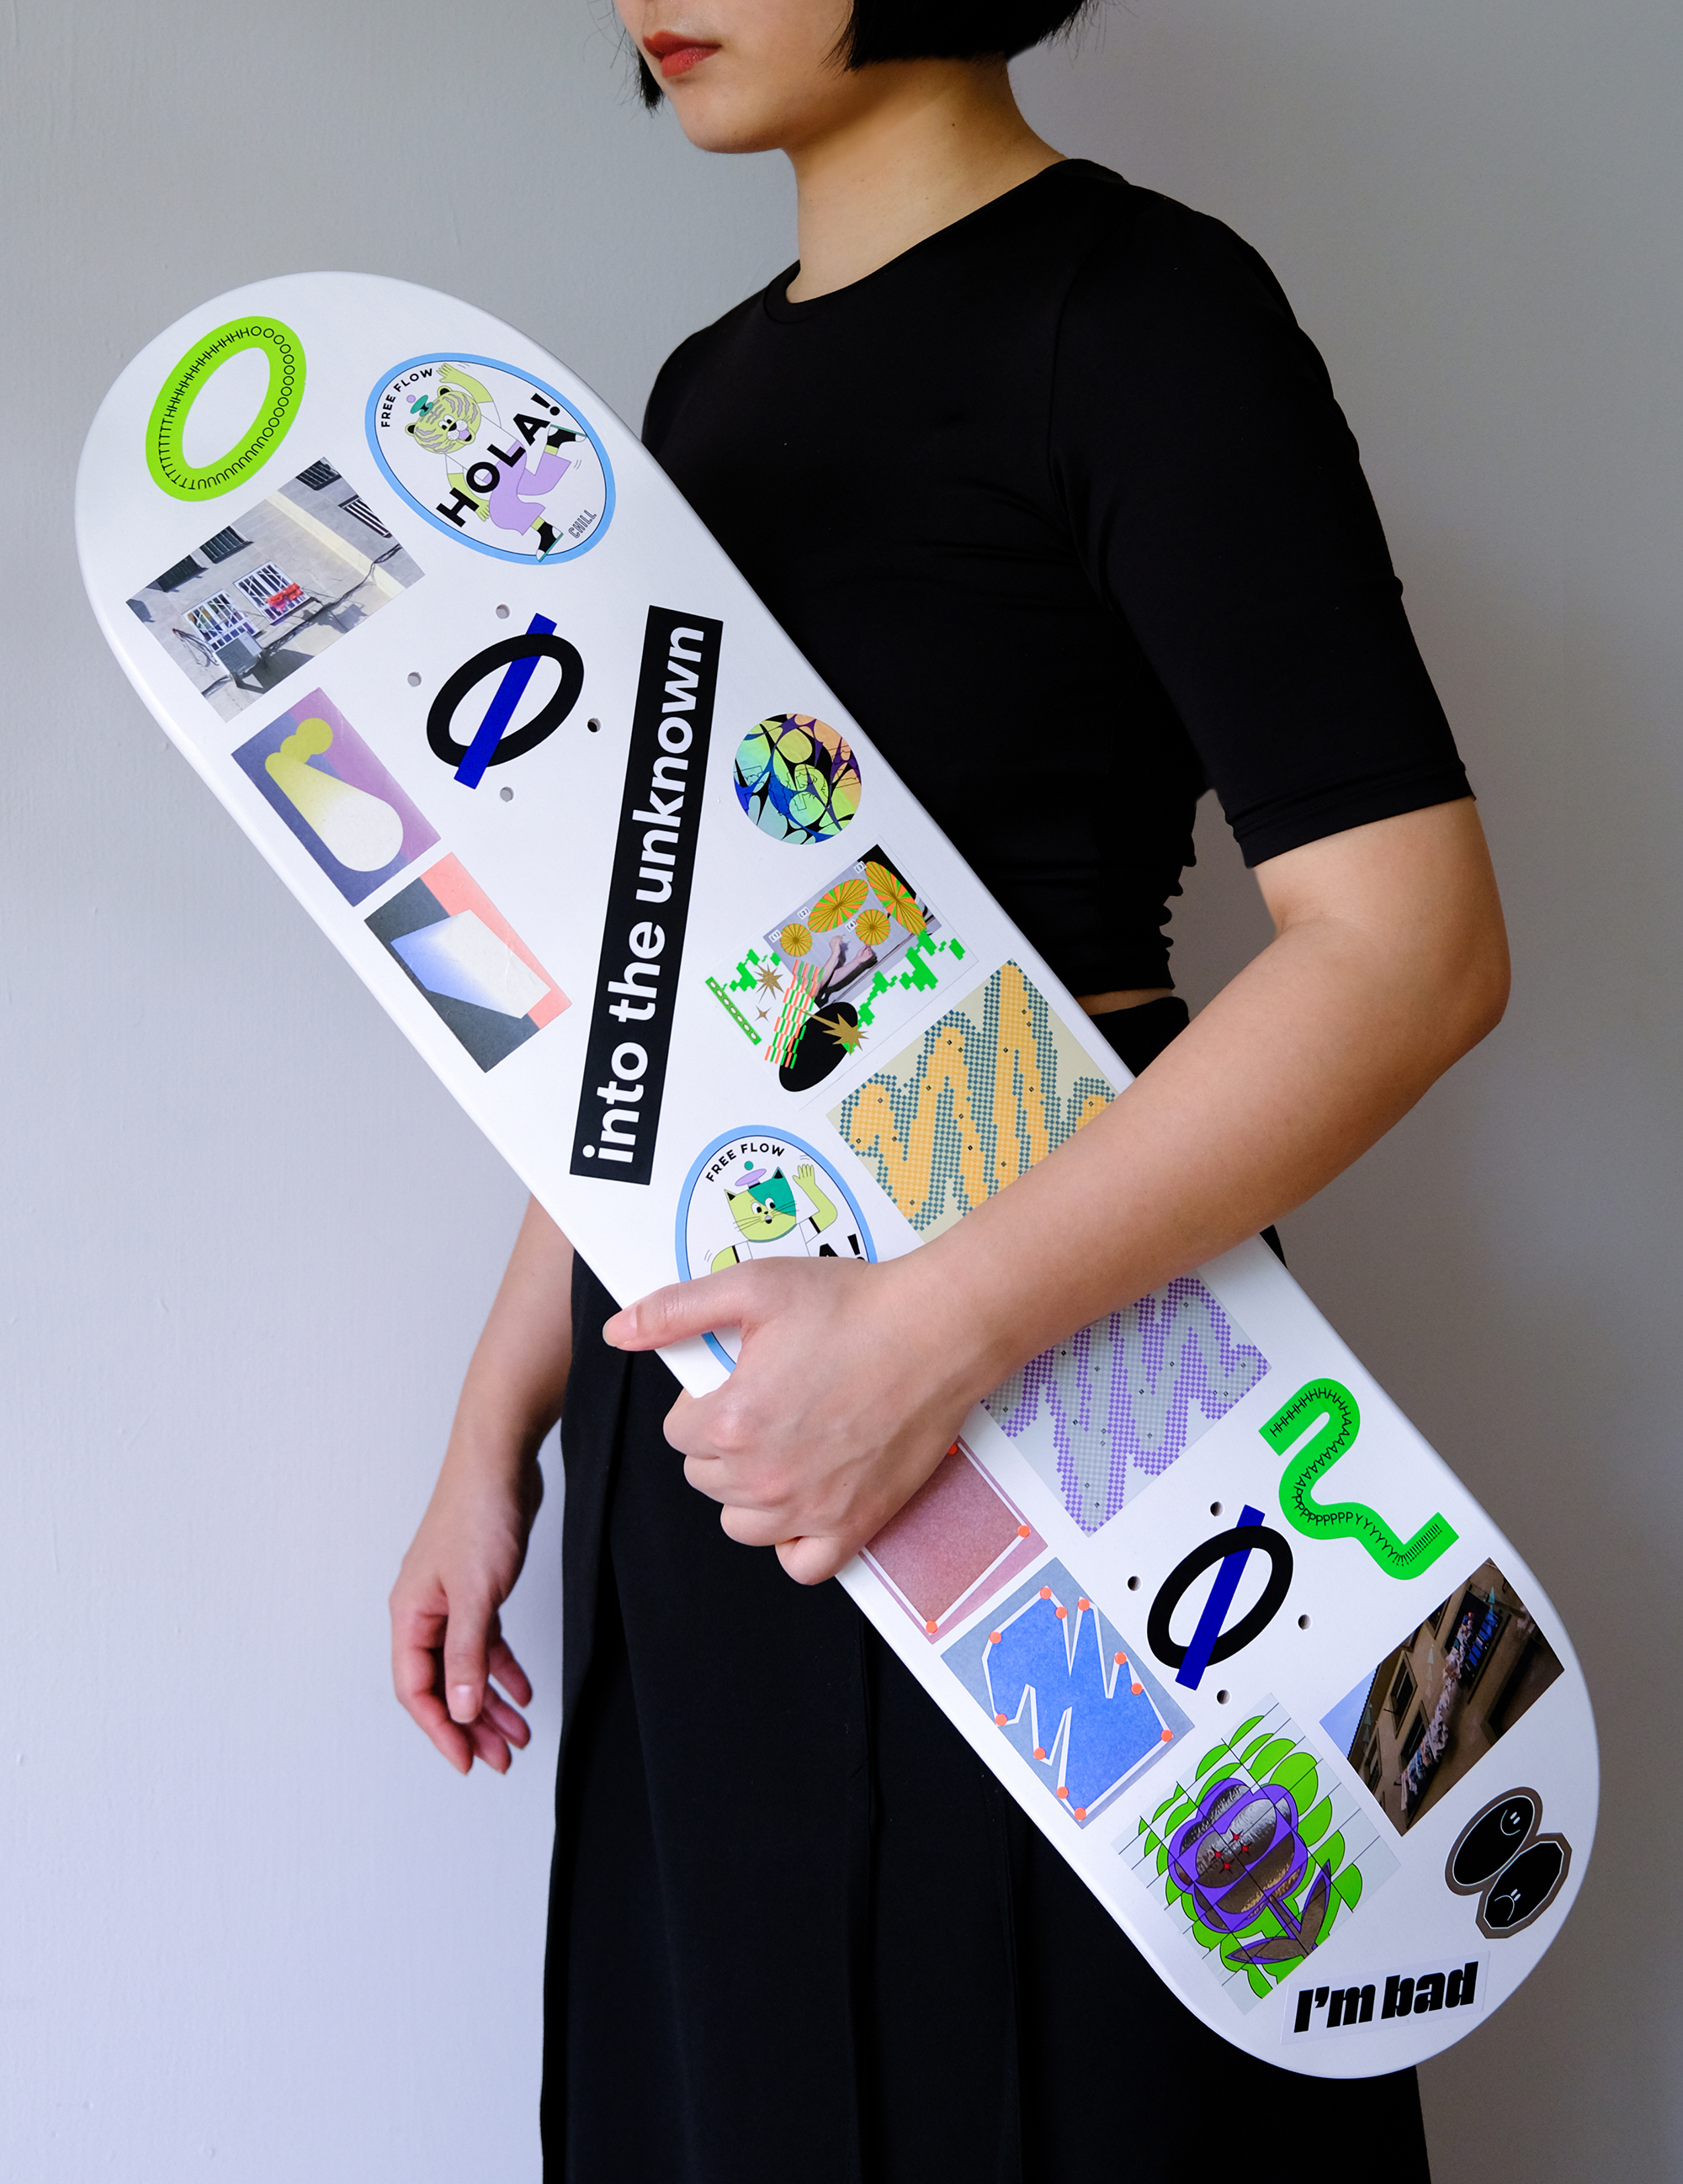 FREE FLOW
HOLA!
CHILL
into the unknown
FREE FLOW
A!
I'm bad